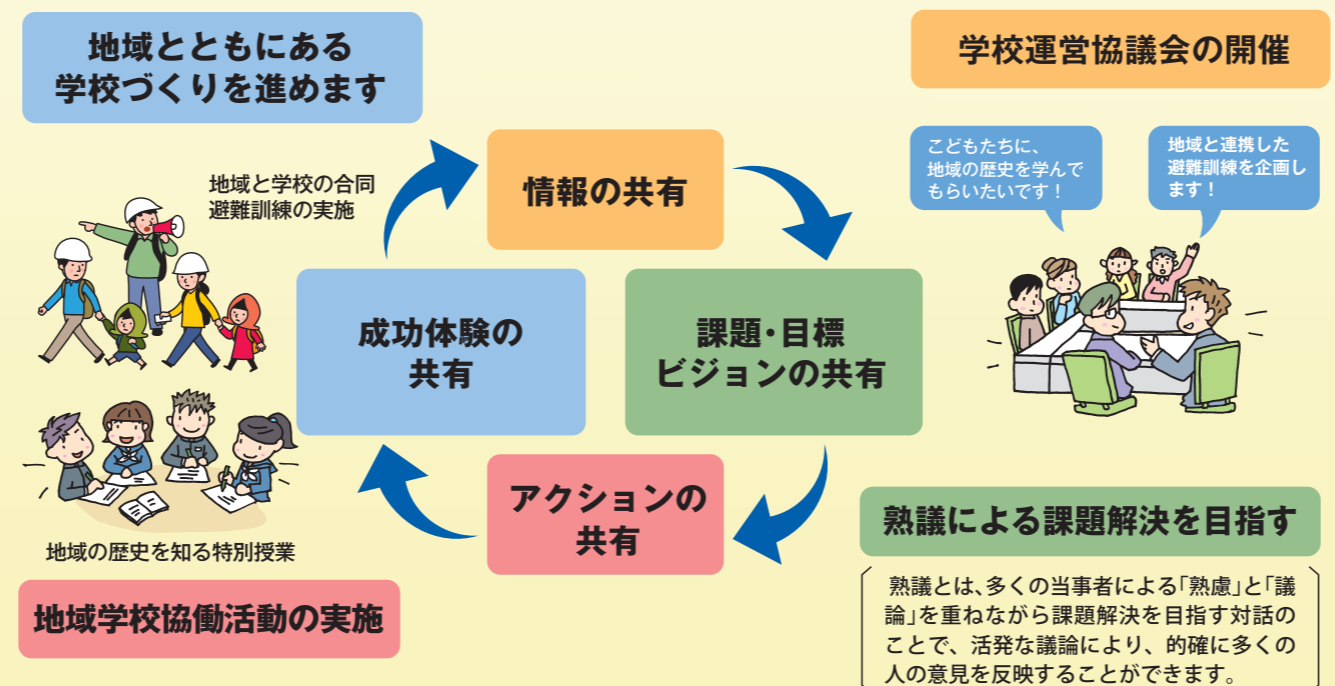 地域とともにある
学校づくりを進めます
学校運営協議会の開催
こどもたちに、
地域の歴史を学んで
もらいたいです！
地域と連携した
避難訓練を企画し
ます！
地域と学校の合同
避難訓練の実施
情報の共有
成功体験の
共有
課題・目標
ビジョンの共有
アクションの
共有
地域の歴史を知る特別授業
地域学校協働活動の実施
熟議による課題解決を目指す
熟議とは、多くの当事者による「熟慮」と「議
論」を重ねながら課題解決を目指す対話の
ことで、活発な議論により、的確に多くの
人の意見を反映することができます。